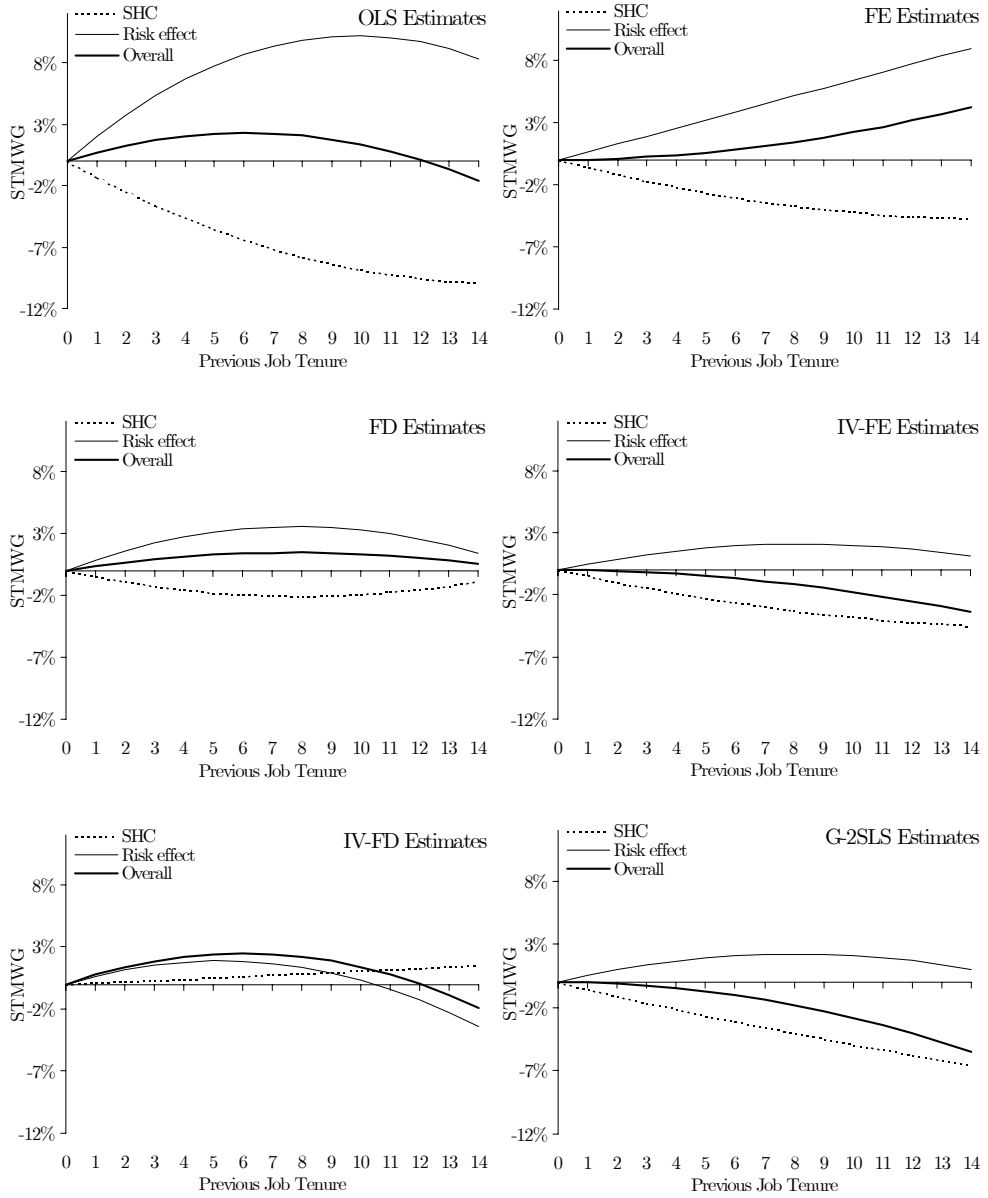 OLS Estimates
SHC
Risk effect
Overall
8%
3%
-2%
-7%
-12%
STMWG
0 1 2 3 4 5 6 7 8 9 10 11 12 13 14
Previous Job Tenure
FE Estimates
SHC
Risk effect
Overall
8%
3%
-2%
-7%
-12%
STMWG
0 1 2 3 4 5 6 7 8 9 10 11 12 13 14
Previous Job Tenure
FD Estimates
SHC
Risk effect
Overall
8%
3%
-2%
-7%
-12%
STMWG
0 1 2 3 4 5 6 7 8 9 10 11 12 13 14
Previous Job Tenure
IV-FE Estimates
SHC
Risk effect
Overall
8%
3%
-2%
-7%
-12%
STMWG
0 1 2 3 4 5 6 7 8 9 10 11 12 13 14
Previous Job Tenure
IV-FD Estimates
SHC
Risk effect
Overall
8%
3%
-2%
-7%
-12%
STMWG
0 1 2 3 4 5 6 7 8 9 10 11 12 13 14
Previous Job Tenure
G-2SLS Estimates
SHC
Risk effect
Overall
8%
3%
-2%
-7%
-12%
STMWG
0 1 2 3 4 5 6 7 8 9 10 11 12 13 14
Previous Job Tenure